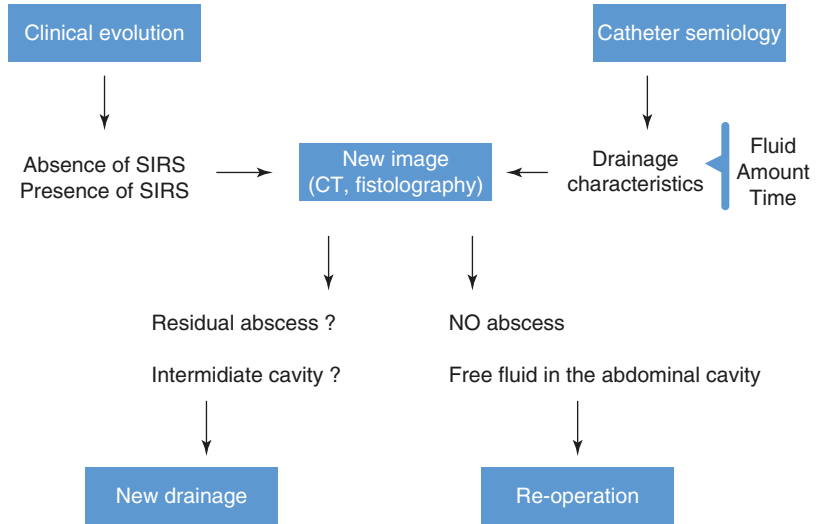 Clinical evolution
Catheter semiology
Absence of SIRS
Presence of SIRS
New image
(CT, fistolography)
Drainage
characteristics
Fluid
Amount
Time
Residual abscess ?
NO abscess
Intermidiate cavity ?
Free fluid in the abdominal cavity
New drainage
Re-operation